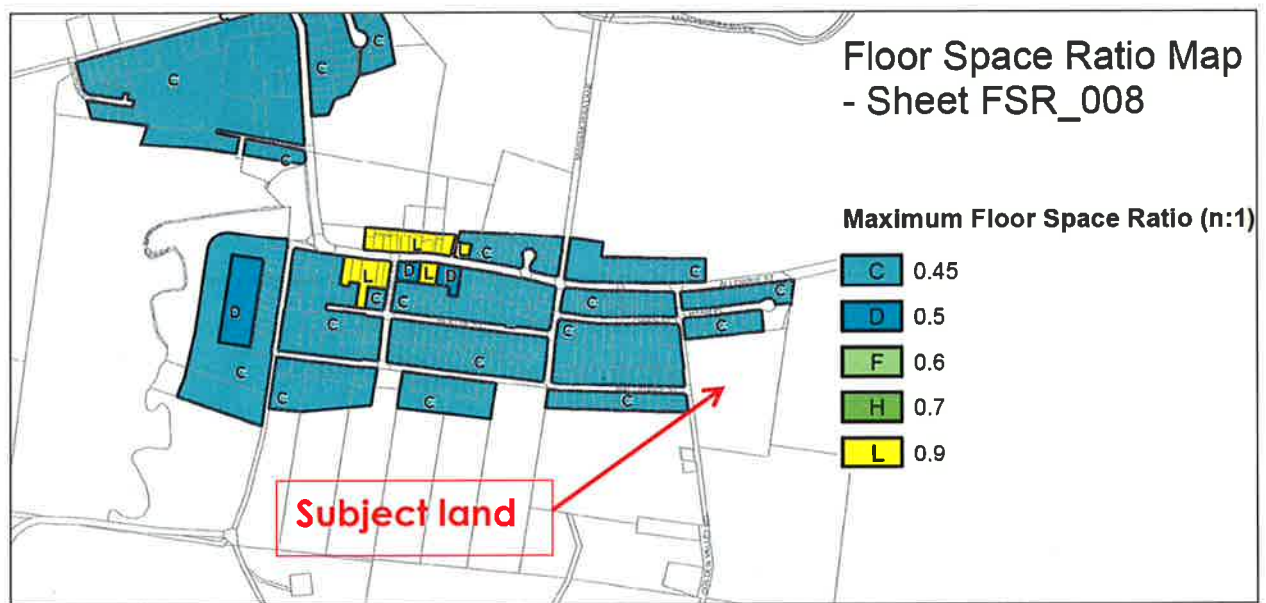 Floor Space Ratio Map
- Sheet FSR_008
Maximum Floor Space Ratio (n:1)
C 0.45
D 0.5
F 0.6
H 0.7
L 0.9
C
C
C
C
L
L
C
C
L
D
L
D
C
C
D
C
C
C
C
C
C
C
C
C
C
C
C
Subject land